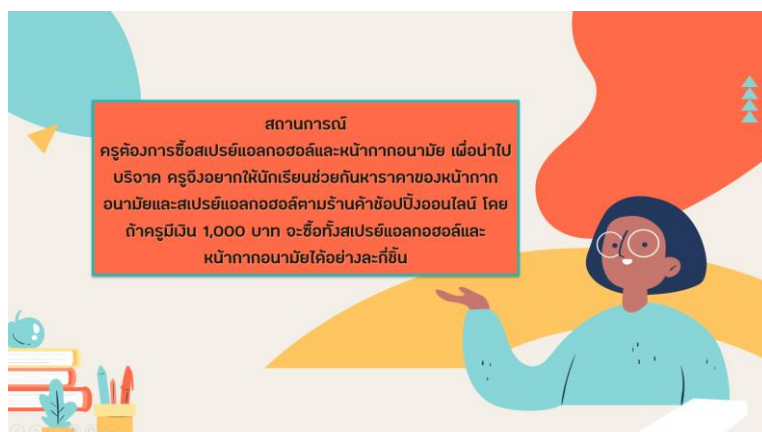 สถานการณ์
ครูต้องการซื้อสเปรย์แอลกอฮอล์และหน้ากากอนามัย เพื่อนำไป
บริจาค ครูจึงอยากให้นักเรียนช่วยกันหาราคาของหน้ากาก
อนามัยและสเปรย์แอลกอฮอล์ตามร้านค้าช้อปปิ้งออนไลน์ โดย
ถ้าครูมีเงิน 1,000 บาท จะซื้อทั้งสเปรย์แอลกอฮอล์และ
หน้ากากอนามัยได้อย่างละกี่ชิ้น